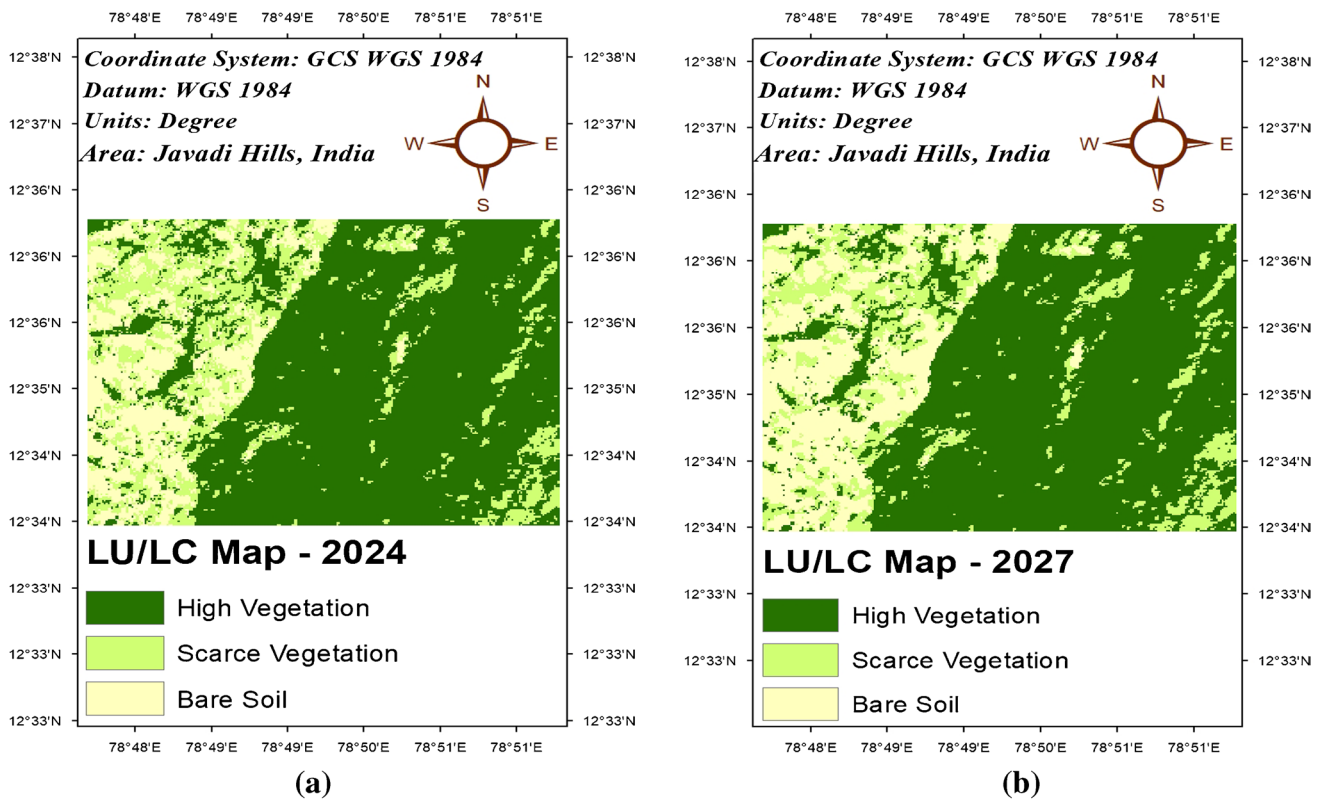 78°48'E 78°49'E 78°49'E 78°50'E 78°51'E 78°51'E
12°38'N
12°37'N
12°36'N
12°36'N
12°36'N
12°35'N
12°34'N
12°34'N
12°33'N
12°33'N
12°33'N
Coordinate System: GCS WGS 1984
Datum: WGS 1984
Units: Degree
Area: Javadi Hills, India
N
W E
S
LU/LC Map - 2024
High Vegetation
Scarce Vegetation
Bare Soil
12°38'N
12°37'N
12°36'N
12°36'N
12°36'N
12°35'N
12°34'N
12°34'N
12°33'N
12°33'N
12°33'N
78°48'E 78°49'E 78°49'E 78°50'E 78°51'E 78°51'E
(a)
78°48'E 78°49'E 78°49'E 78°50'E 78°51'E 78°51'E
12°38'N
12°37'N
12°36'N
12°36'N
12°36'N
12°35'N
12°34'N
12°34'N
12°33'N
12°33'N
Coordinate System: GCS WGS 1984
Datum: WGS 1984
Units: Degree
Area: Javadi Hills, India
N
W E
S
LU/LC Map - 2027
High Vegetation
Scarce Vegetation
Bare Soil
12°38'N
12°37'N
12°36'N
12°36'N
12°36'N
12°35'N
12°34'N
12°34'N
12°33'N
12°33'N
78°48'E 78°49'E 78°49'E 78°50'E 78°51'E 78°51'E
(b)